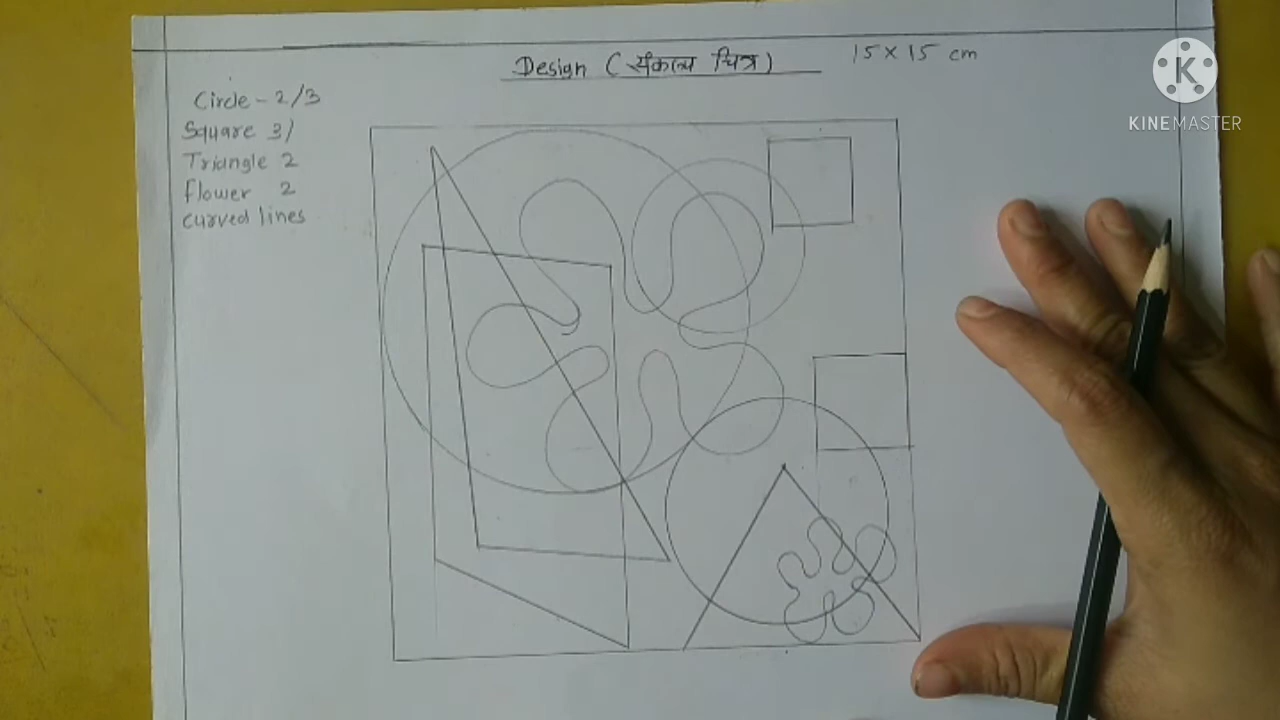 Design (संकल्प चित्र) 15 × 15 cm
Circle - 2/3
Square 3/
Triangle 2
flower 2
curved lines
K
KINEMASTER